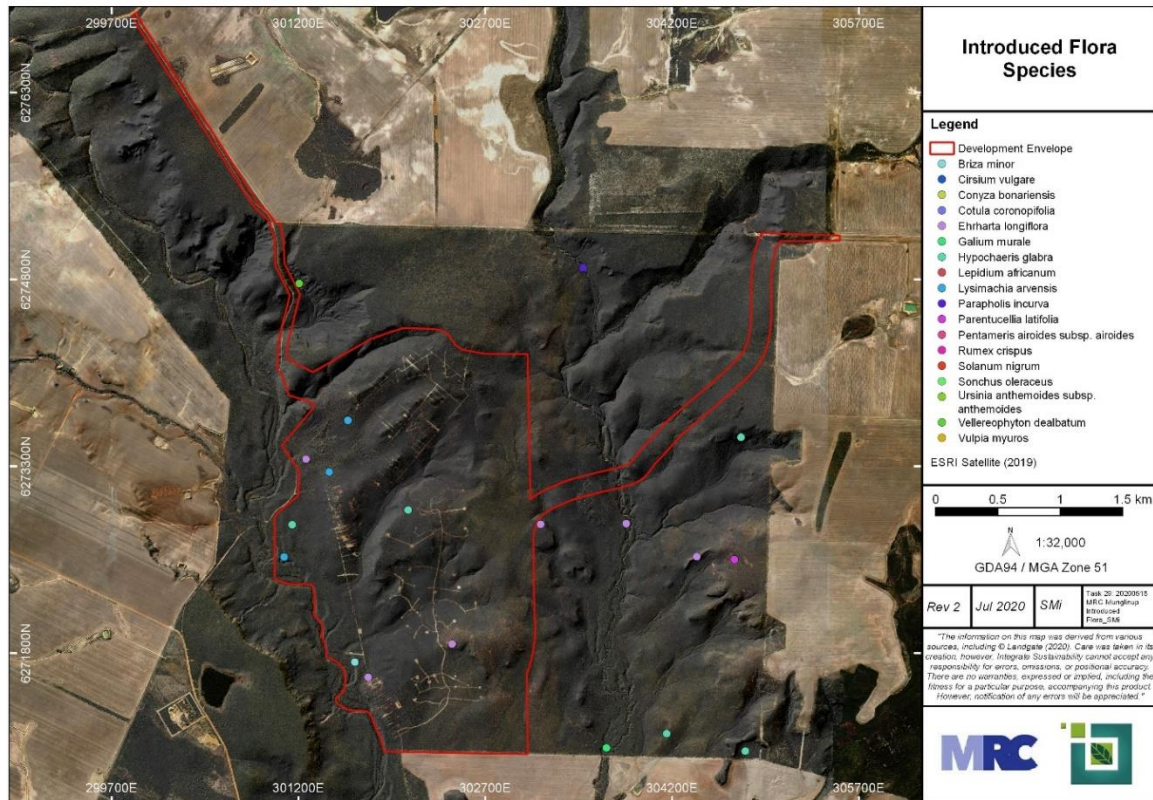 299700E
301200E
302700E
304200E
305700E
6276300N
6274800N
6273300N
6271800N
299700E
301200E
302700E
304200E
305700E
Introduced Flora
Species
Legend
Development Envelope
Briza minor
Cirsium vulgare
Conyza bonariensis
Cotula coronopifolia
Ehrharta longiflora
Galium murale
Hypochaeris glabra
Lepidium africanum
Lysimachia arvensis
Parapholis incurva
Parentucellia latifolia
Pentameris airoides subsp. airoides
Rumex crispus
Solanum nigrum
Sonchus oleraceus
Ursinia anthemoides subsp.
anthemoides
Vellereophyton dealbatum
Vulpia myuros
ESRI Satellite (2019)
0 0.5 1 1.5 km
N
1:32,000
GDA94 / MGA Zone 51
Rev 2
Jul 2020
SMi
Task 29: 20200618
MRC Munglinup
Introduced
Flora_SMi
"The information on this map was derived from various
sources, including © Landgate (2020). Care was taken in its
creation, however, Integrate Sustainability cannot accept any
responsibility for errors, omissions, or positional accuracy.
There are no warranties, expressed or implied, including the
fitness for a particular purpose, accompanying this product.
However, notification of any errors will be appreciated."
MRC